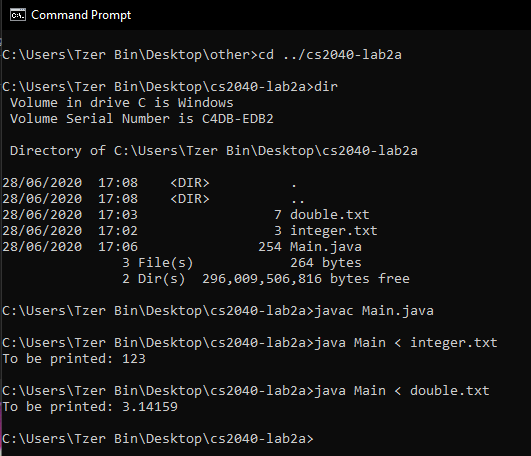 Command Prompt
C:\Users\Tzer Bin\Desktop\other>cd ../cs2040-lab2a
C:\Users\Tzer Bin\Desktop\cs2040-lab2a>dir
 Volume in drive C is Windows
 Volume Serial Number is C4DB-EDB2
 Directory of C:\Users\Tzer Bin\Desktop\cs2040-lab2a
28/06/2020  17:08    <DIR>          .
28/06/2020  17:08    <DIR>          ..
28/06/2020  17:03                 7 double.txt
28/06/2020  17:02                 3 integer.txt
28/06/2020  17:06               254 Main.java
               3 File(s)            264 bytes
               2 Dir(s)  296,009,506,816 bytes free
C:\Users\Tzer Bin\Desktop\cs2040-lab2a>javac Main.java
C:\Users\Tzer Bin\Desktop\cs2040-lab2a>java Main < integer.txt
To be printed: 123
C:\Users\Tzer Bin\Desktop\cs2040-lab2a>java Main < double.txt
To be printed: 3.14159
C:\Users\Tzer Bin\Desktop\cs2040-lab2a>